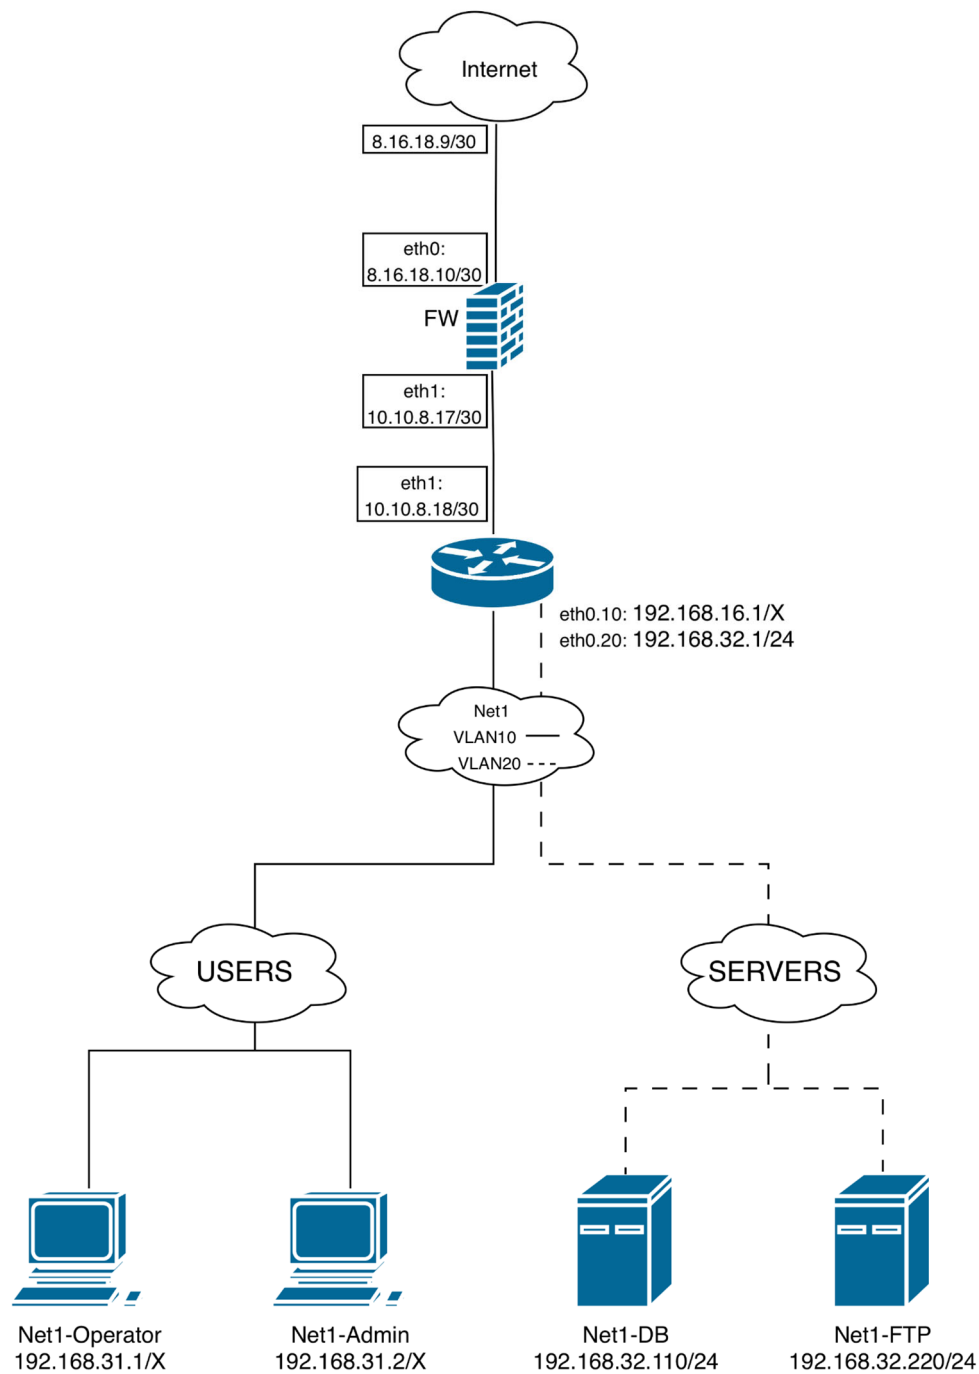 Internet
8.16.18.9/30
eth0:
8.16.18.10/30
FW
eth1:
10.10.8.17/30
eth1:
10.10.8.18/30
eth0.10: 192.168.16.1/X
eth0.20: 192.168.32.1/24
Net1
VLAN10
VLAN20
USERS
SERVERS
Net1-Operator
192.168.31.1/X
Net1-Admin
192.168.31.2/X
Net1-DB
192.168.32.110/24
Net1-FTP
192.168.32.220/24